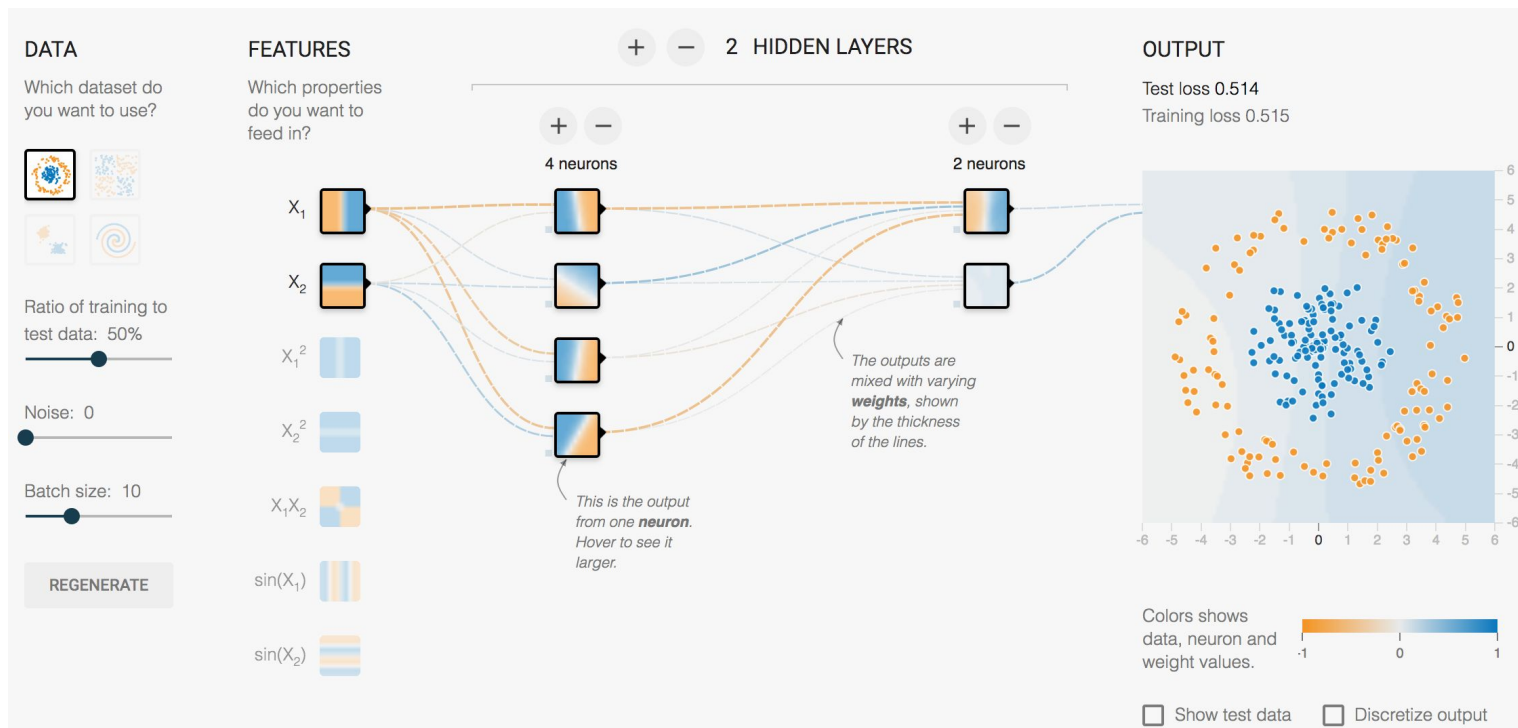 DATA
Which dataset do
you want to use?
Ratio of training to
test data: 50%
Noise: 0
Batch size: 10
REGENERATE
FEATURES
Which properties
do you want to
feed in?
X1
X2
X1²
X2²
X1X2
sin(X1)
sin(X2)
+ − 2 HIDDEN LAYERS
+ −
4 neurons
+ −
2 neurons
This is the output
from one neuron.
Hover to see it
larger.
The outputs are
mixed with varying
weights, shown
by the thickness
of the lines.
OUTPUT
Test loss 0.514
Training loss 0.515
6
5
4
3
2
1
0
-1
-2
-3
-4
-5
-6
-6 -5 -4 -3 -2 -1 0 1 2 3 4 5 6
Colors shows
data, neuron and
weight values.
-1 0 1
Show test data
Discretize output